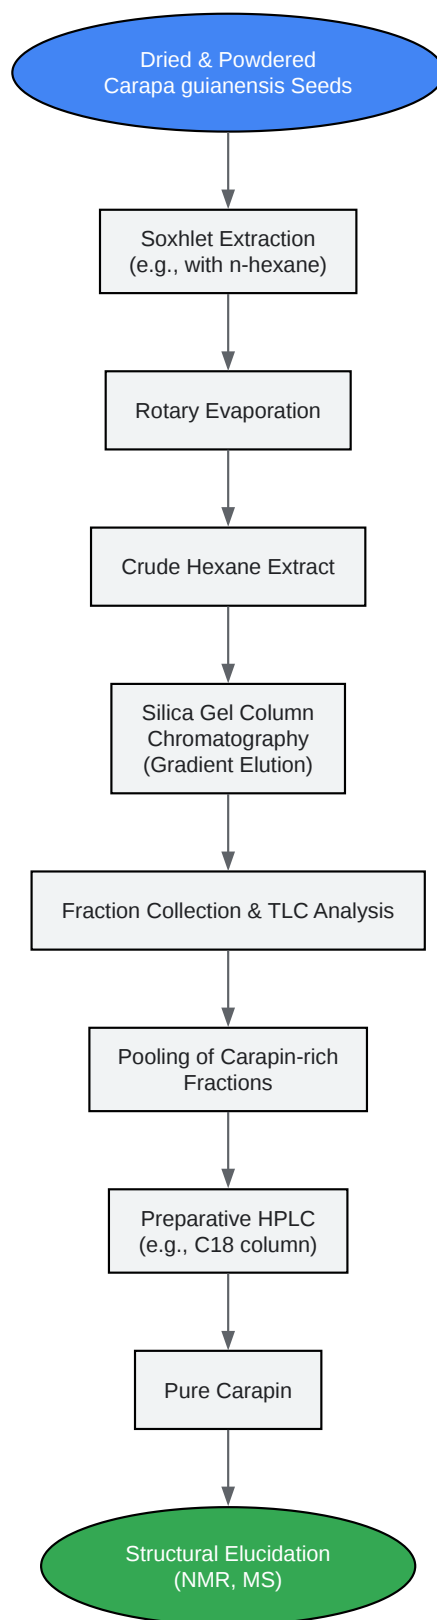 Dried & Powdered
Carapa guianensis Seeds
Soxhlet Extraction
(e.g., with n-hexane)
Rotary Evaporation
Crude Hexane Extract
Silica Gel Column
Chromatography
(Gradient Elution)
Fraction Collection & TLC Analysis
Pooling of Carapin-rich
Fractions
Preparative HPLC
(e.g., C18 column)
Pure Carapin
Structural Elucidation
(NMR, MS)